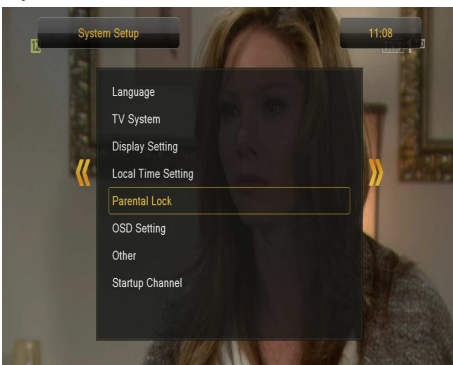 System Setup
11:08
Language
TV System
Display Setting
Local Time Setting
Parental Lock
OSD Setting
Other
Startup Channel